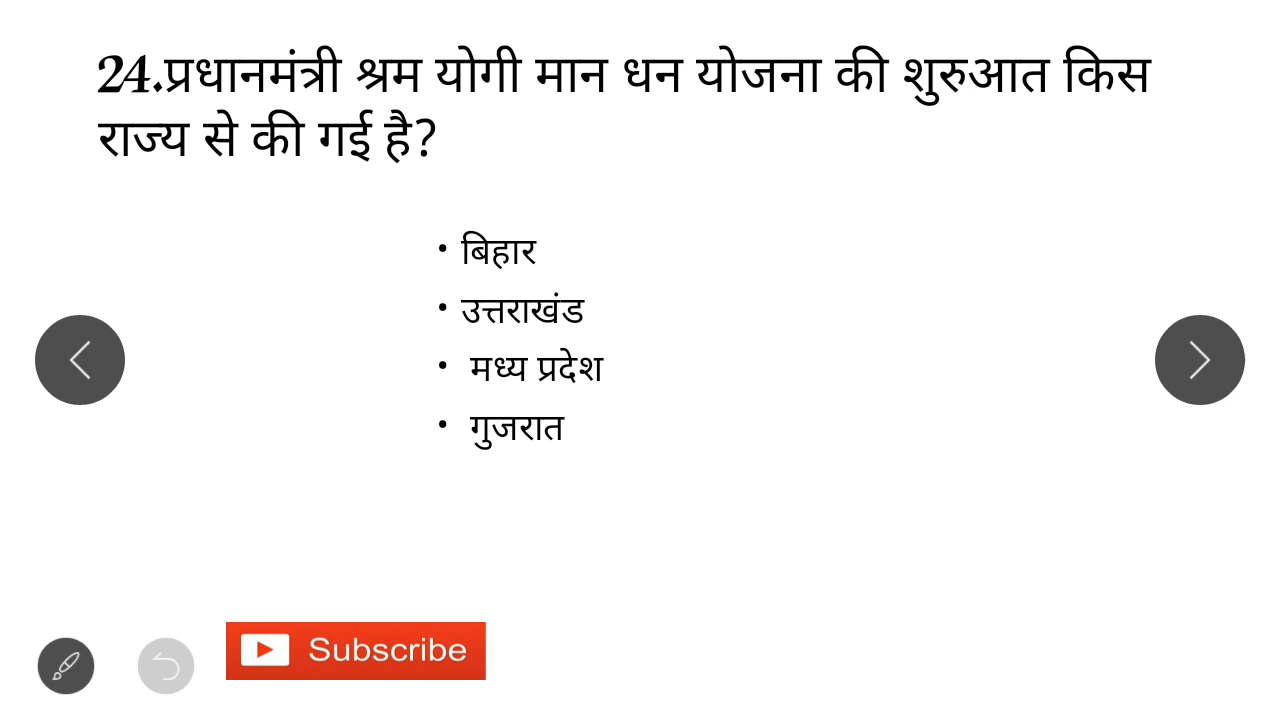 24.प्रधानमंत्री श्रम योगी मान धन योजना की शुरुआत किस
राज्य से की गई है?
• बिहार
• उत्तराखंड
• मध्य प्रदेश
• गुजरात
Subscribe